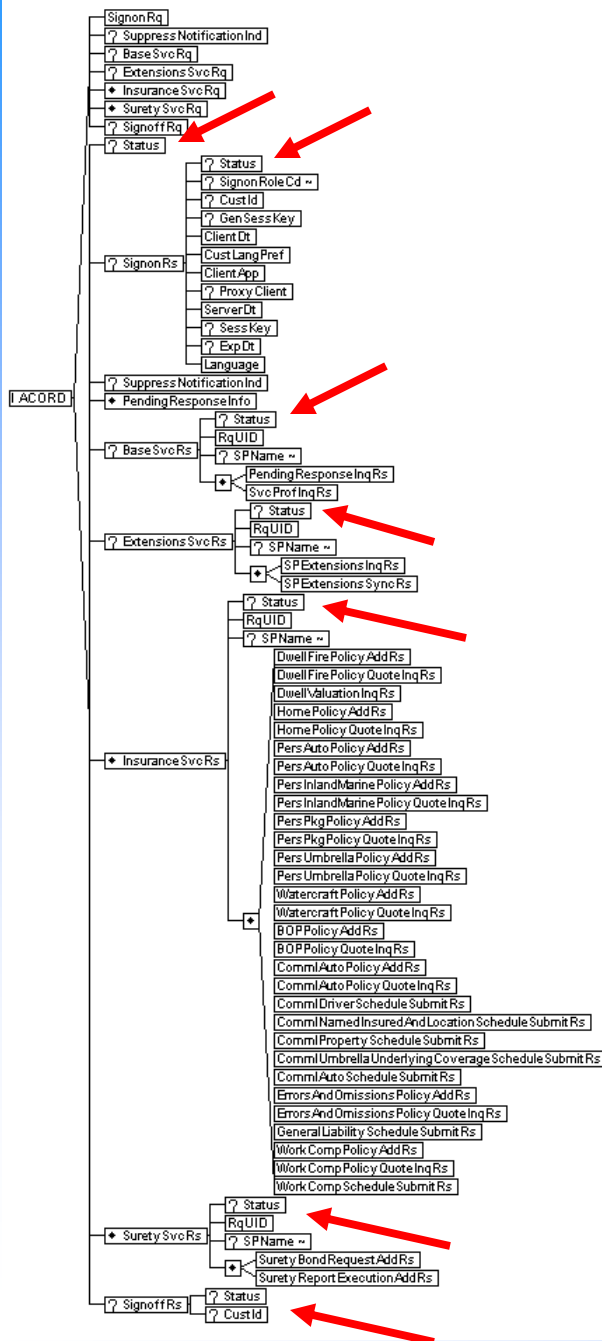 SignonRq
? SuppressNotificationInd
? BaseSvcRq
? ExtensionsSvcRq
InsuranceSvcRq
SuretySvcRq
? SignoffRq
? Status
? Status
? SignonRoleCd ~
? CustId
? GenSessKey
ClientDt
CustLangPref
? SignonRs
ClientApp
? ProxyClient
ServerDt
? SessKey
? ExpDt
Language
? SuppressNotificationInd
I ACORD
PendingResponseInfo
? Status
RqUID
? BaseSvcRs
? SPName ~
PendingResponseInqRs
SvcProfInqRs
? Status
RqUID
? ExtensionsSvcRs
? SPName ~
SPExtensionsInqRs
SPExtensionsSyncRs
? Status
RqUID
? SPName ~
DwellFirePolicyAddRs
DwellFirePolicyQuoteInqRs
DwellValuationInqRs
HomePolicyAddRs
HomePolicyQuoteInqRs
PersAutoPolicyAddRs
InsuranceSvcRs
PersAutoPolicyQuoteInqRs
PersInlandMarinePolicyAddRs
PersInlandMarinePolicyQuoteInqRs
PersPkgPolicyAddRs
PersPkgPolicyQuoteInqRs
PersUmbrellaPolicyAddRs
PersUmbrellaPolicyQuoteInqRs
WatercraftPolicyAddRs
WatercraftPolicyQuoteInqRs
BOPPolicyAddRs
BOPPolicyQuoteInqRs
CommlAutoPolicyAddRs
CommlAutoPolicyQuoteInqRs
CommlDriverScheduleSubmitRs
CommlNamedInsuredAndLocationScheduleSubmitRs
CommlPropertyScheduleSubmitRs
CommlUmbrellaUnderlyingCoverageScheduleSubmitRs
CommlAutoScheduleSubmitRs
ErrorsAndOmissionsPolicyAddRs
ErrorsAndOmissionsPolicyQuoteInqRs
GeneralLiabilityScheduleSubmitRs
WorkCompPolicyAddRs
WorkCompPolicyQuoteInqRs
WorkCompScheduleSubmitRs
? Status
RqUID
SuretySvcRs
? SPName ~
SuretyBondRequestAddRs
SuretyReportExecutionAddRs
? Status
? SignoffRs
? CustId